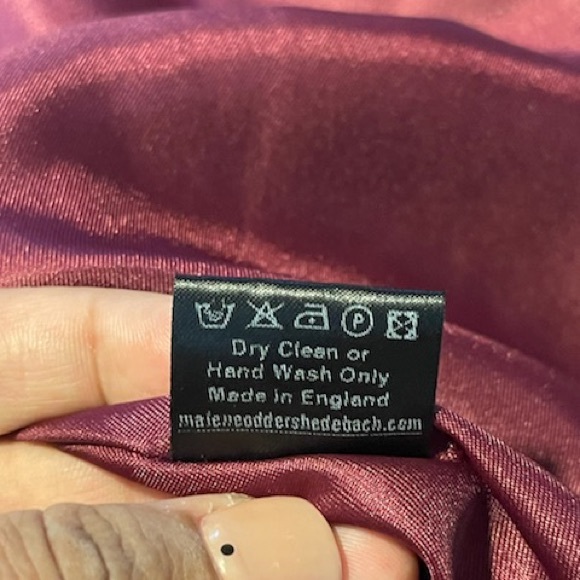 P
Dry Clean or
Hand Wash Only
Made in England
maleneoddershedebach.com